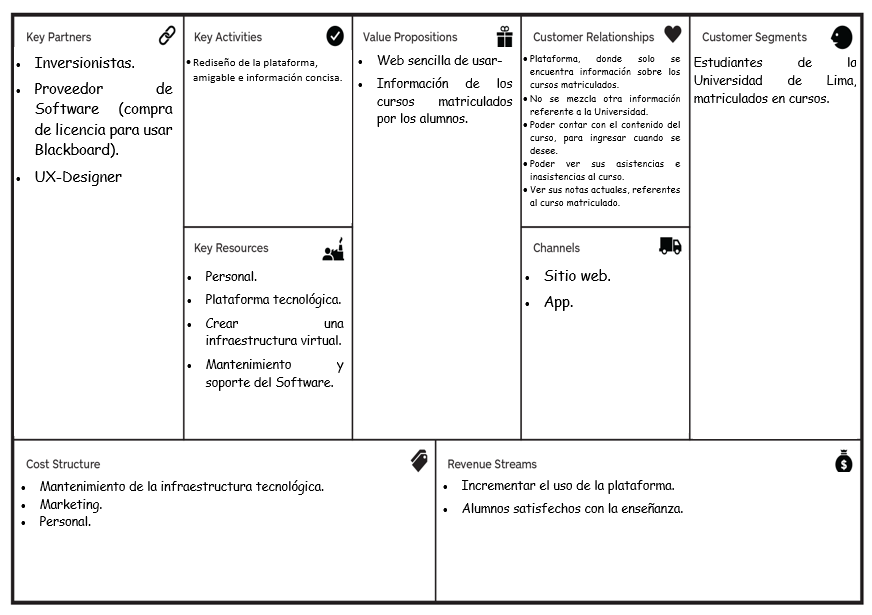 Key Partners
• Inversionistas.
• Proveedor de
Software (compra
de licencia para usar
Blackboard).
• UX-Designer
Key Activities
• Rediseño de la plataforma,
amigable e información concisa.
Key Resources
• Personal.
• Plataforma tecnológica.
• Crear una
infraestructura virtual.
• Mantenimiento y
soporte del Software.
Value Propositions
• Web sencilla de usar-
• Información de los
cursos matriculados
por los alumnos.
Customer Relationships
• Plataforma, donde solo se
encuentra información sobre los
cursos matriculados.
• No se mezcla otra información
referente a la Universidad.
• Poder contar con el contenido del
curso, para ingresar cuando se
desee.
• Poder ver sus asistencias e
inasistencias al curso.
• Ver sus notas actuales, referentes
al curso matriculado.
Channels
• Sitio web.
• App.
Customer Segments
Estudiantes de la
Universidad de Lima,
matriculados en cursos.
Cost Structure
• Mantenimiento de la infraestructura tecnológica.
• Marketing.
• Personal.
Revenue Streams
• Incrementar el uso de la plataforma.
• Alumnos satisfechos con la enseñanza.